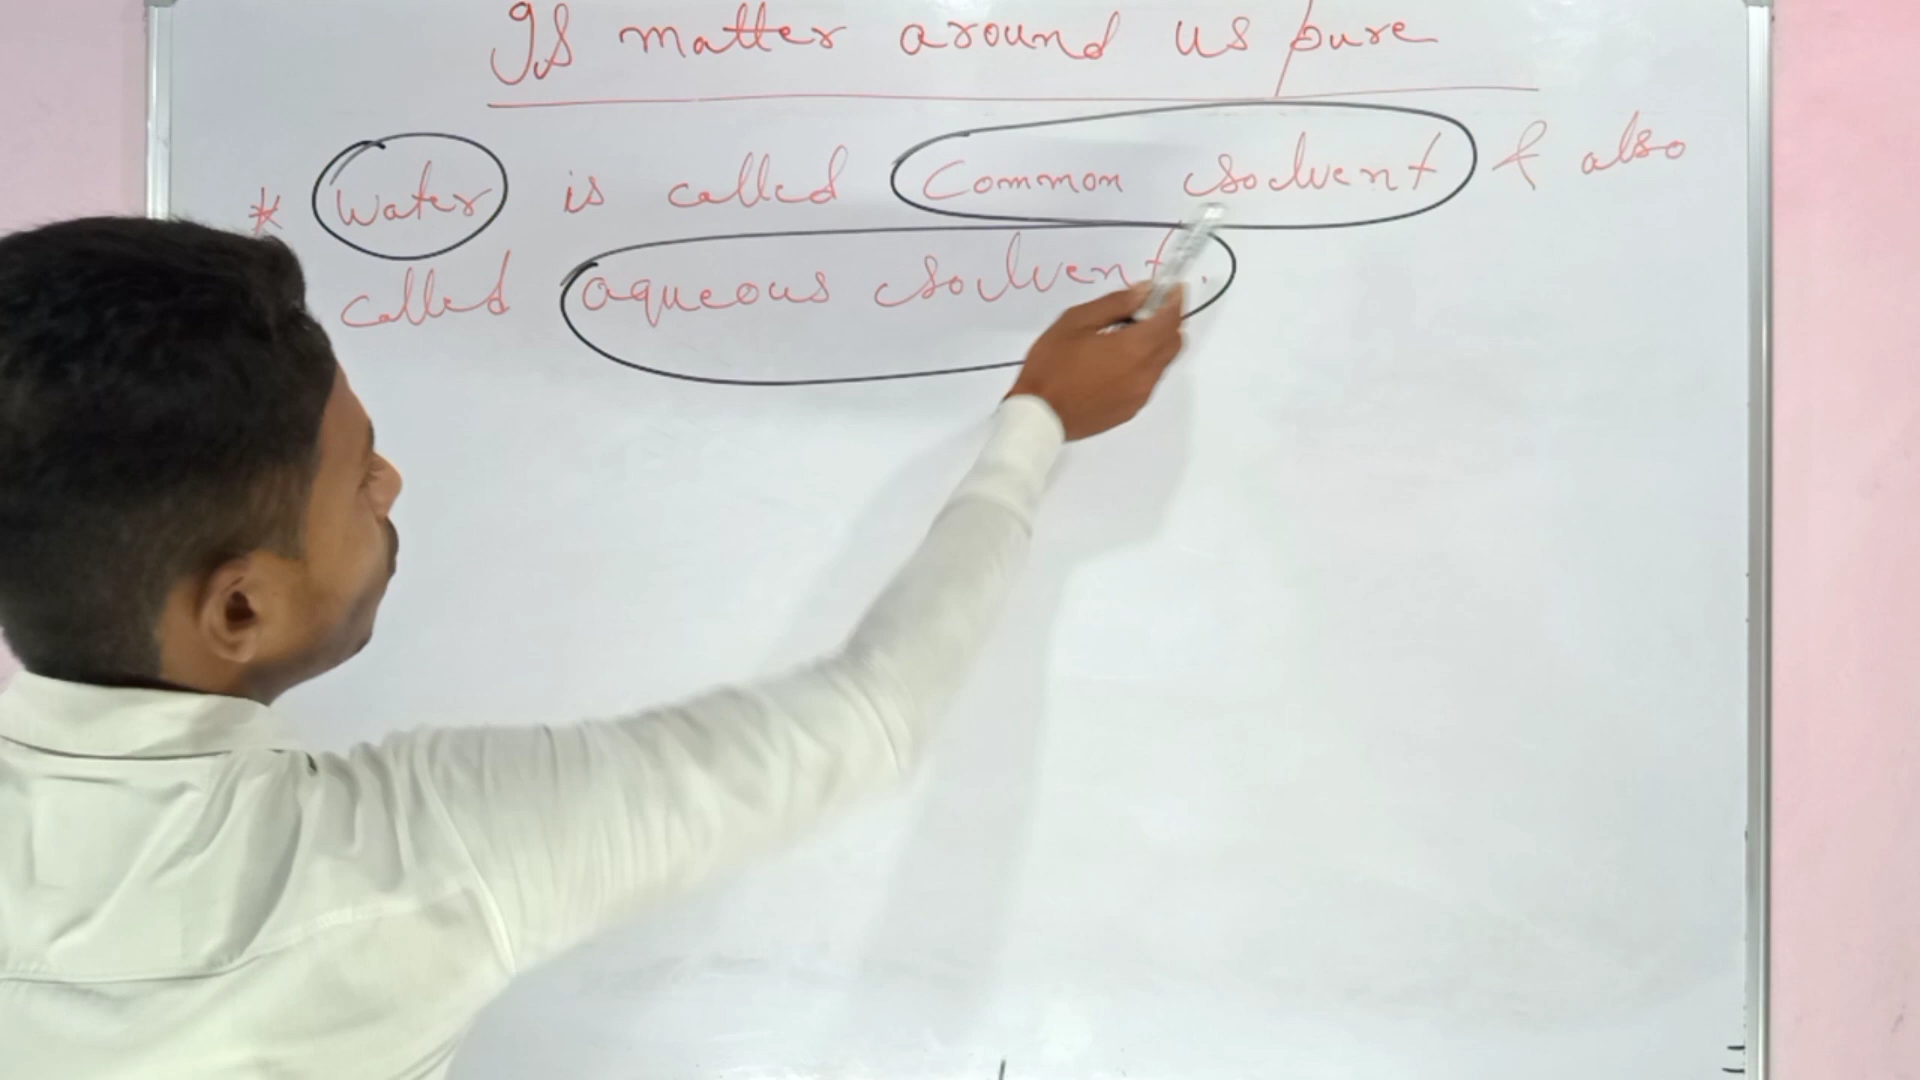 Is matter around us pure
* Water is called Common solvent & also
called aqueous solvent.